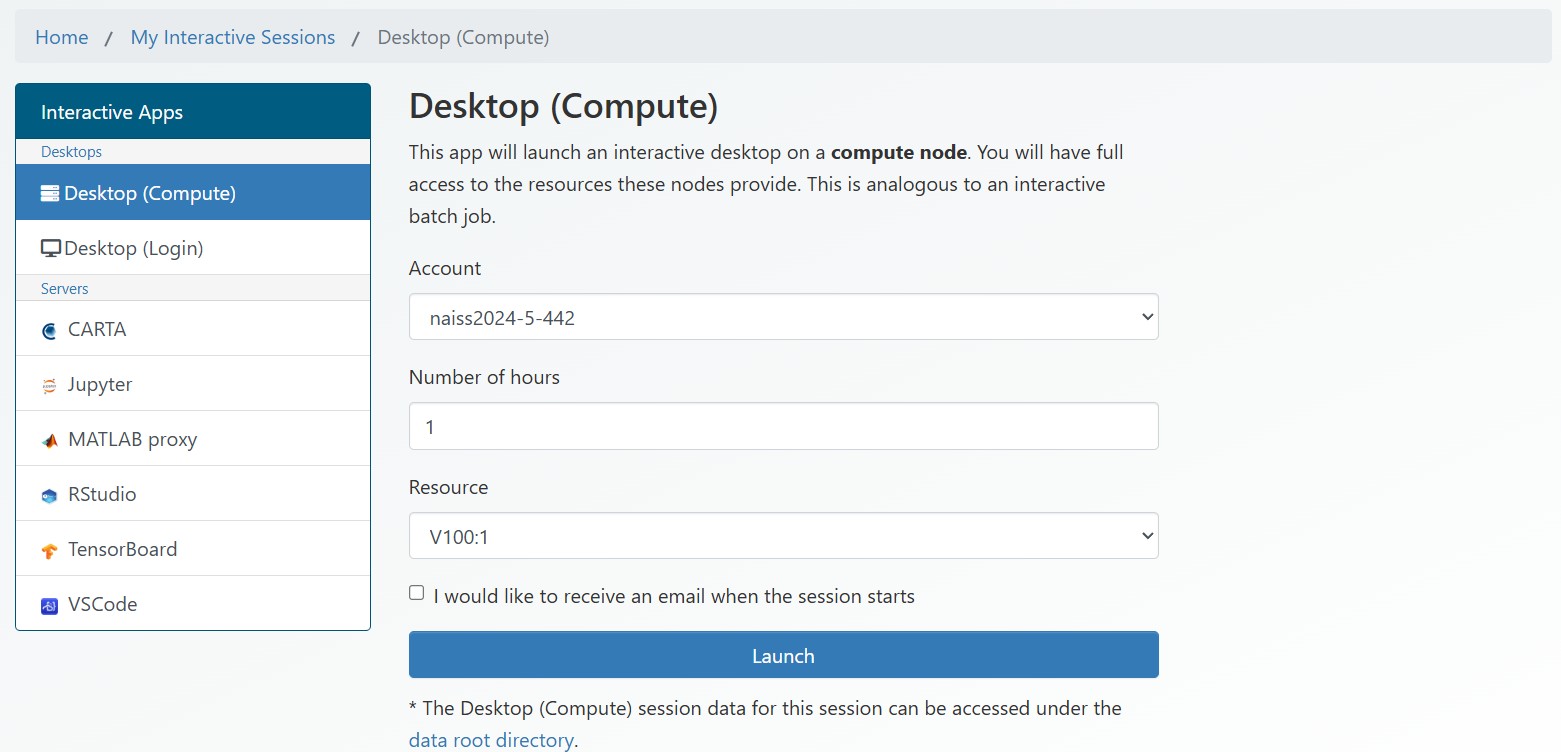 Home / My Interactive Sessions / Desktop (Compute)
Interactive Apps
Desktops
Desktop (Compute)
Desktop (Login)
Servers
CARTA
Jupyter
MATLAB proxy
RStudio
TensorBoard
VSCode
Desktop (Compute)
This app will launch an interactive desktop on a compute node. You will have full
access to the resources these nodes provide. This is analogous to an interactive
batch job.
Account
naiss2024-5-442
Number of hours
1
Resource
V100:1
I would like to receive an email when the session starts
Launch
* The Desktop (Compute) session data for this session can be accessed under the
data root directory.